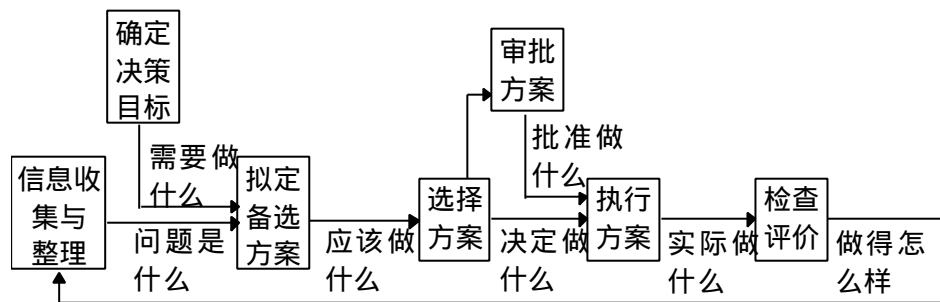 确定
决策
目标
审批
方案
需要做
什么
批准做
什么
信息收
集与
整理
问题是
什么
拟定
备选
方案
应该做
什么
选择
方案
决定做
什么
执行
方案
实际做
什么
检查
评价
做得怎
么样